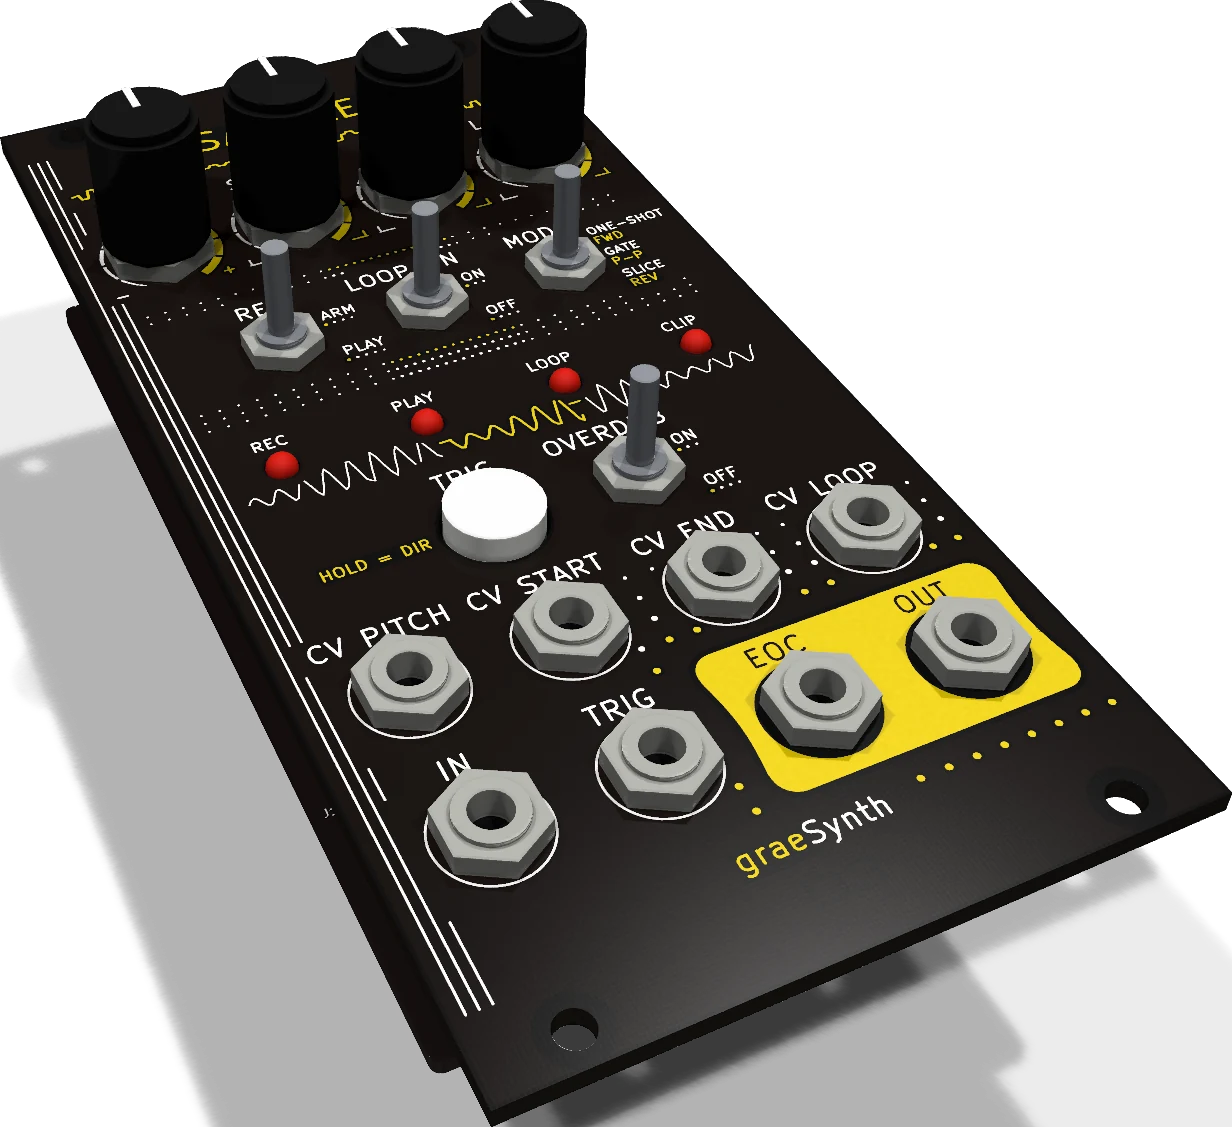 ONE-SHOT
FWD
GATE
P-P
SLICE
REV
ON
OFF
ARM
PLAY
CLIP
LOOP
PLAY
REC
ON
OFF
HOLD = DIR
CV PITCH
CV START
CV END
CV LOOP
IN
TRIG
EOC
OUT
graeSynth